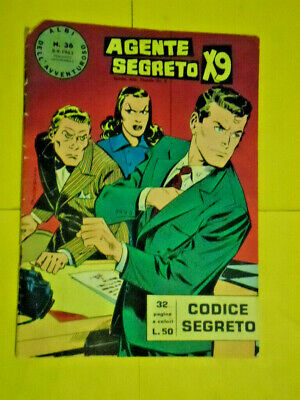 ALBI
DELL'AVVENTUROSO
N. 36
AGENTE
SEGRETO X9
32
pagine
a colori
L. 50
CODICE
SEGRETO